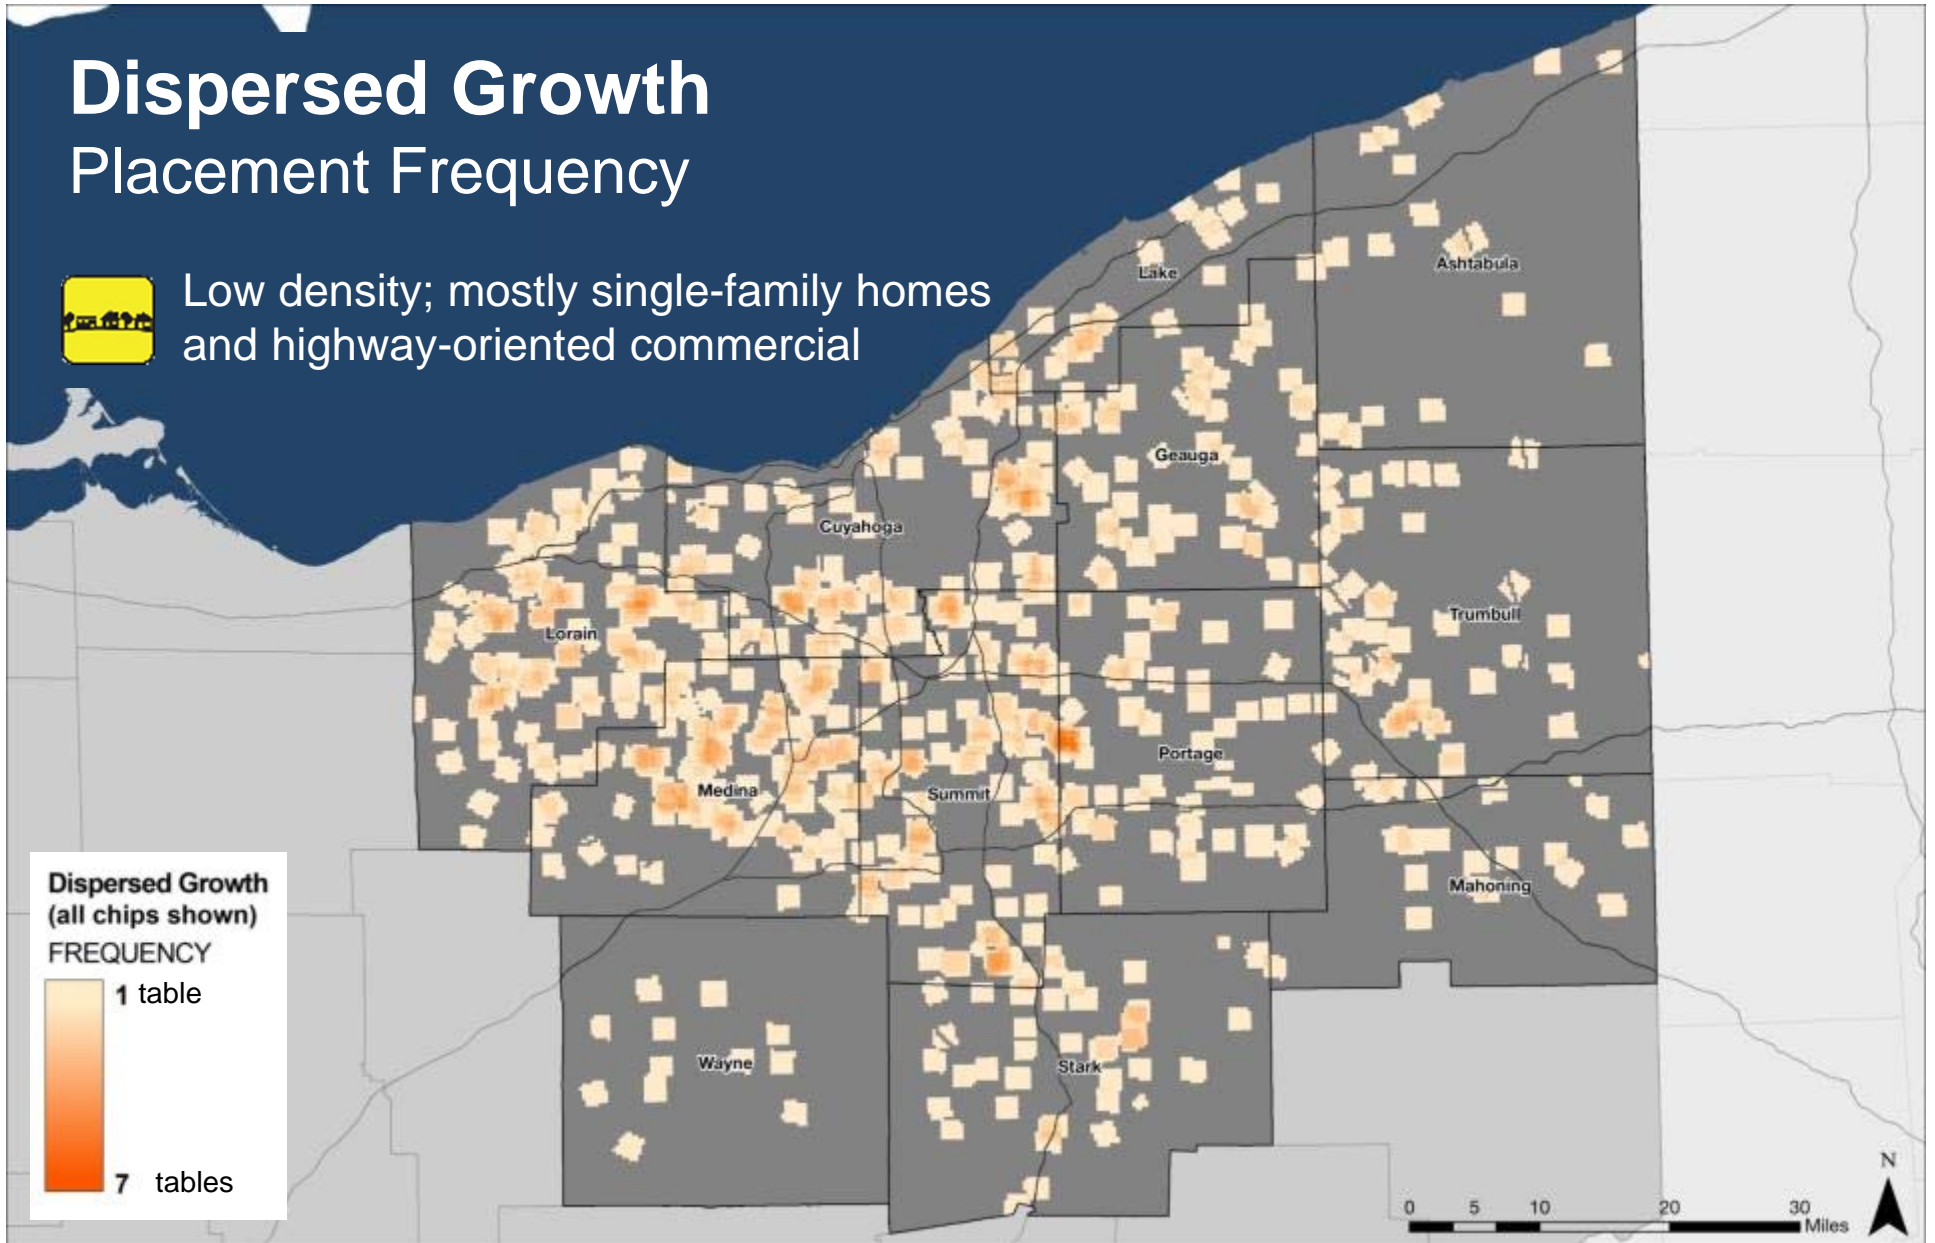 Dispersed Growth
Placement Frequency
Low density; mostly single-family homes
and highway-oriented commercial
Lake
Ashtabula
Geauga
Cuyahoga
Trumbull
Lorain
Portage
Medina
Summit
Mahoning
Wayne
Stark
Dispersed Growth
(all chips shown)
FREQUENCY
1 table
7 tables
N
0 5 10 20 30
Miles